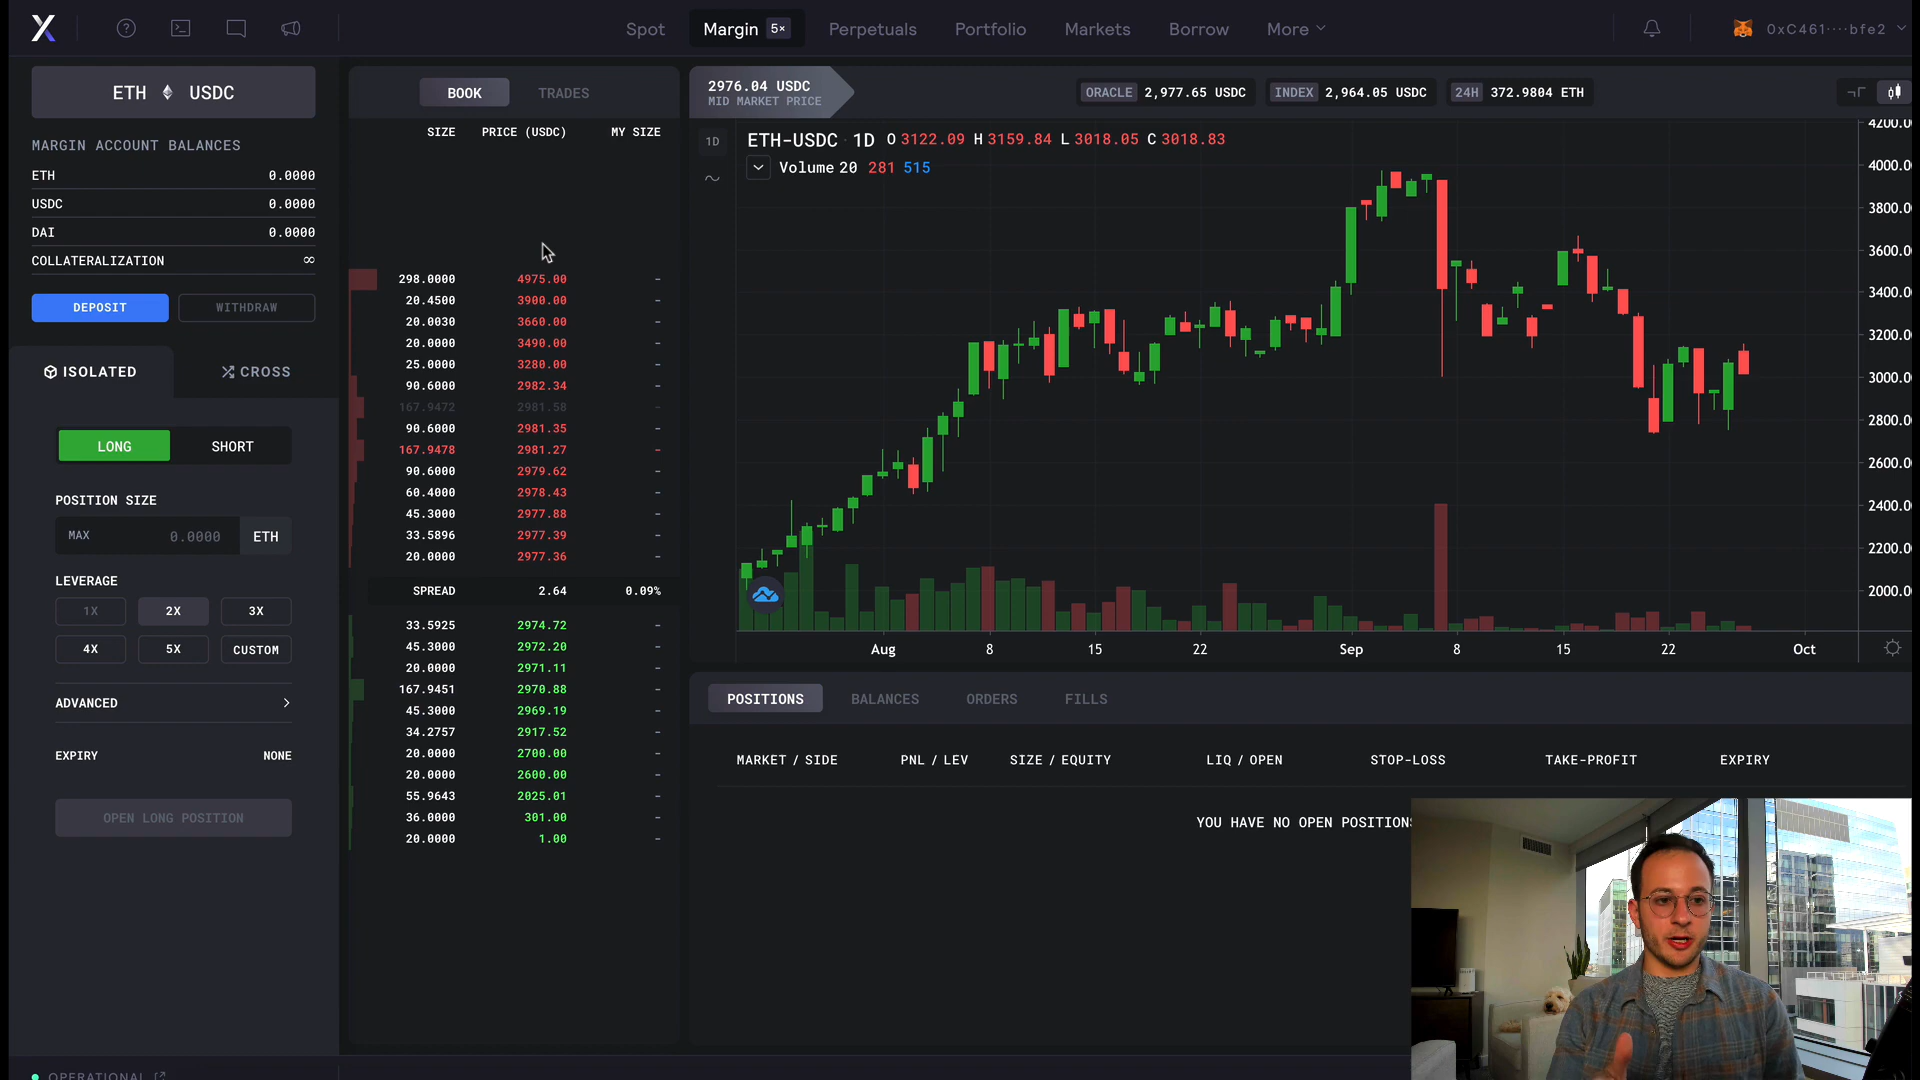 Spot
Margin 5×
Perpetuals
Portfolio
Markets
Borrow
More
0xC461····bfe2
ETH USDC
MARGIN ACCOUNT BALANCES
ETH 0.0000
USDC 0.0000
DAI 0.0000
COLLATERALIZATION ∞
DEPOSIT
WITHDRAW
ISOLATED
CROSS
LONG
SHORT
POSITION SIZE
MAX 0.0000 ETH
LEVERAGE
1X 2X 3X
4X 5X CUSTOM
ADVANCED
EXPIRY NONE
OPEN LONG POSITION
OPERATIONAL
BOOK TRADES
SIZE PRICE (USDC) MY SIZE
298.0000 4975.00 -
20.4500 3900.00 -
20.0030 3660.00 -
20.0000 3490.00 -
25.0000 3280.00 -
90.6000 2982.34 -
167.9472 2981.58 -
90.6000 2981.35 -
167.9478 2981.27 -
90.6000 2979.62 -
60.4000 2978.43 -
45.3000 2977.88 -
33.5896 2977.39 -
20.0000 2977.36 -
SPREAD 2.64 0.09%
33.5925 2974.72 -
45.3000 2972.20 -
20.0000 2971.11 -
167.9451 2970.88 -
45.3000 2969.19 -
34.2757 2917.52 -
20.0000 2700.00 -
20.0000 2600.00 -
55.9643 2025.01 -
36.0000 301.00 -
20.0000 1.00 -
2976.04 USDC
MID MARKET PRICE
ORACLE 2,977.65 USDC
INDEX 2,964.05 USDC
24H 372.9804 ETH
1D
ETH-USDC · 1D O 3122.09 H 3159.84 L 3018.05 C 3018.83
Volume 20 281 515
4200.0
4000.0
3800.0
3600.0
3400.0
3200.0
3000.0
2800.0
2600.0
2400.0
2200.0
2000.0
Aug 8 15 22 Sep 8 15 22 Oct
POSITIONS BALANCES ORDERS FILLS
MARKET / SIDE PNL / LEV SIZE / EQUITY LIQ / OPEN STOP-LOSS TAKE-PROFIT EXPIRY
YOU HAVE NO OPEN POSITIONS